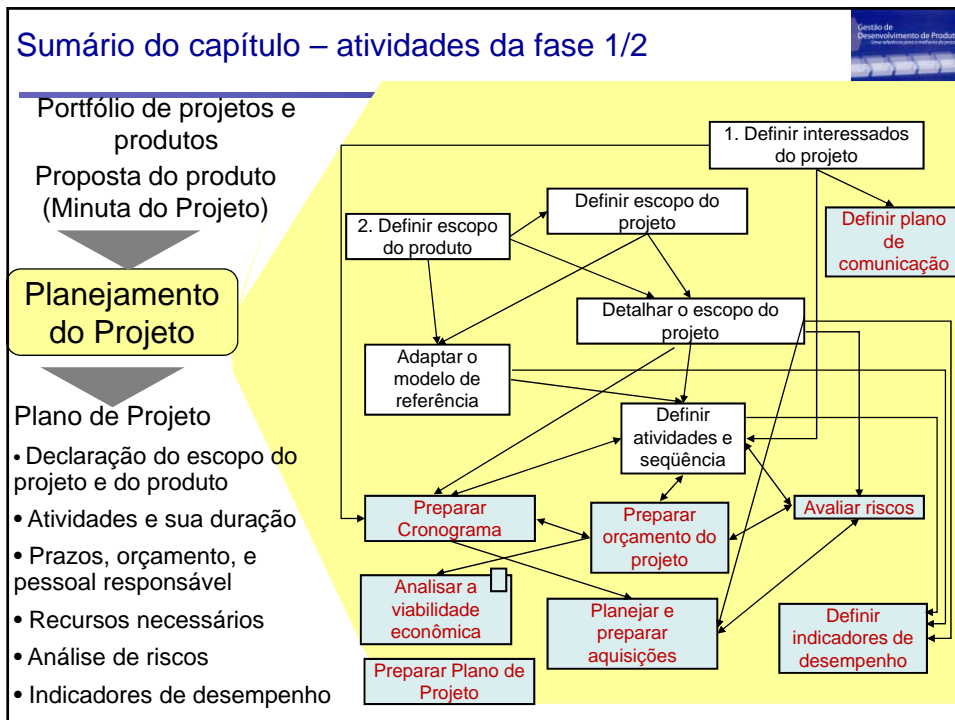 Sumário do capítulo – atividades da fase 1/2
Gestão de
Desenvolvimento de Produt
Portfólio de projetos e
produtos
Proposta do produto
(Minuta do Projeto)
Planejamento
do Projeto
Plano de Projeto
• Declaração do escopo do
projeto e do produto
• Atividades e sua duração
• Prazos, orçamento, e
pessoal responsável
• Recursos necessários
• Análise de riscos
• Indicadores de desempenho
1. Definir interessados
do projeto
Definir escopo do
projeto
2. Definir escopo
do produto
Definir plano
de
comunicação
Detalhar o escopo do
projeto
Adaptar o
modelo de
referência
Definir
atividades e
seqüência
Preparar
Cronograma
Preparar
orçamento do
projeto
Avaliar riscos
Analisar a
viabilidade
econômica
Planejar e
preparar
aquisições
Definir
indicadores de
desempenho
Preparar Plano de
Projeto